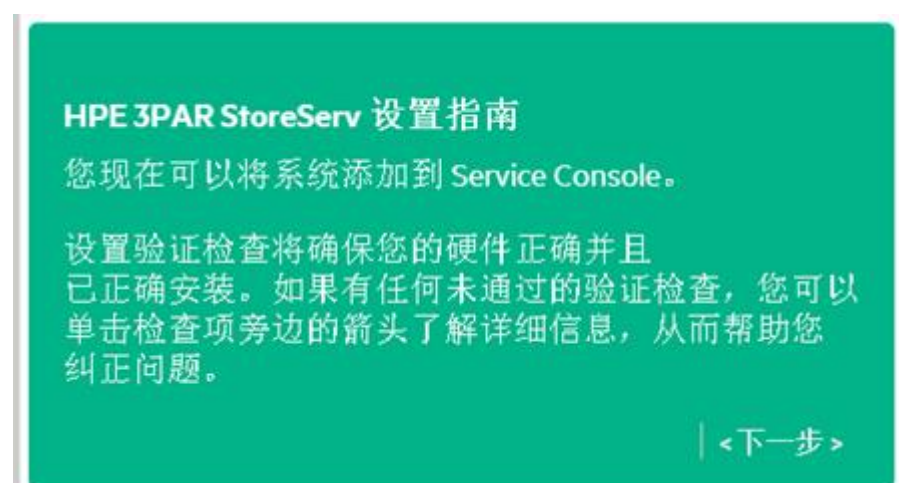 HPE 3PAR StoreServ 设置指南
您现在可以将系统添加到 Service Console。
设置验证检查将确保您的硬件正确并且
已正确安装。如果有任何未通过的验证检查，您可以
单击检查项旁边的箭头了解详细信息，从而帮助您
纠正问题。
<下一步>